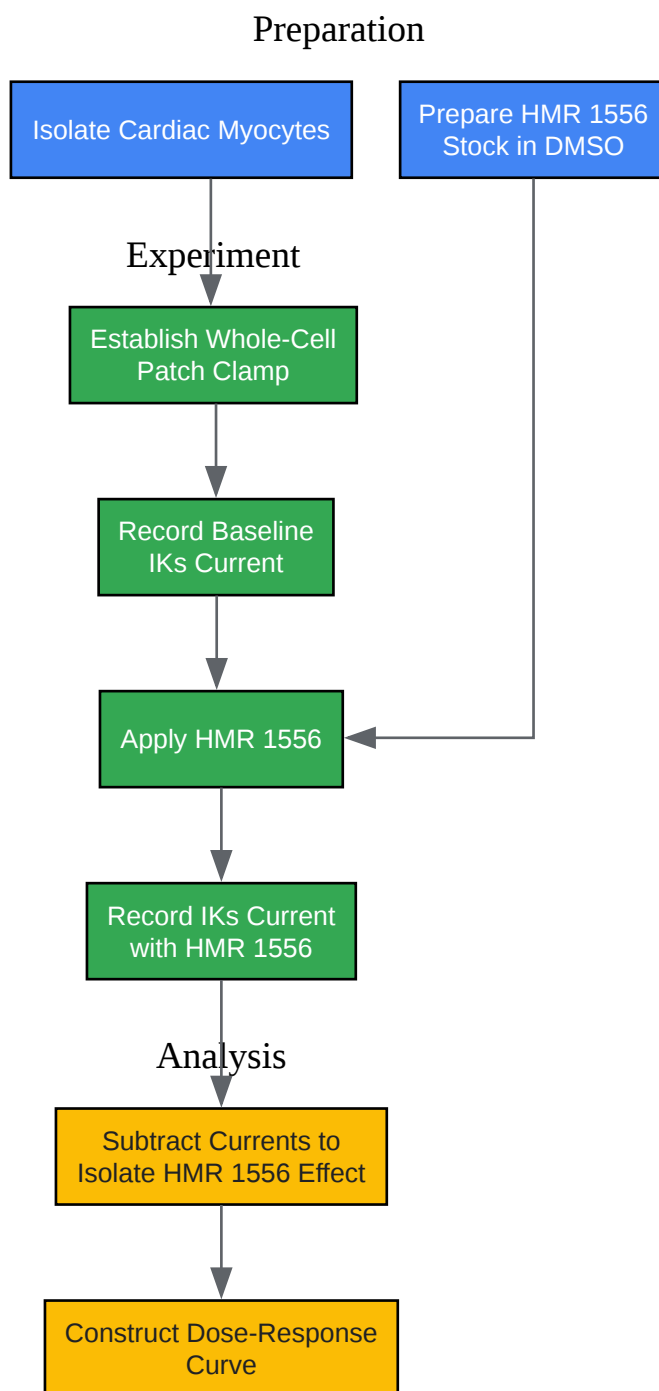 Preparation
Isolate Cardiac Myocytes
Prepare HMR 1556
Stock in DMSO
Experiment
Establish Whole-Cell
Patch Clamp
Record Baseline
IKs Current
Apply HMR 1556
Record IKs Current
with HMR 1556
Analysis
Subtract Currents to
Isolate HMR 1556 Effect
Construct Dose-Response
Curve